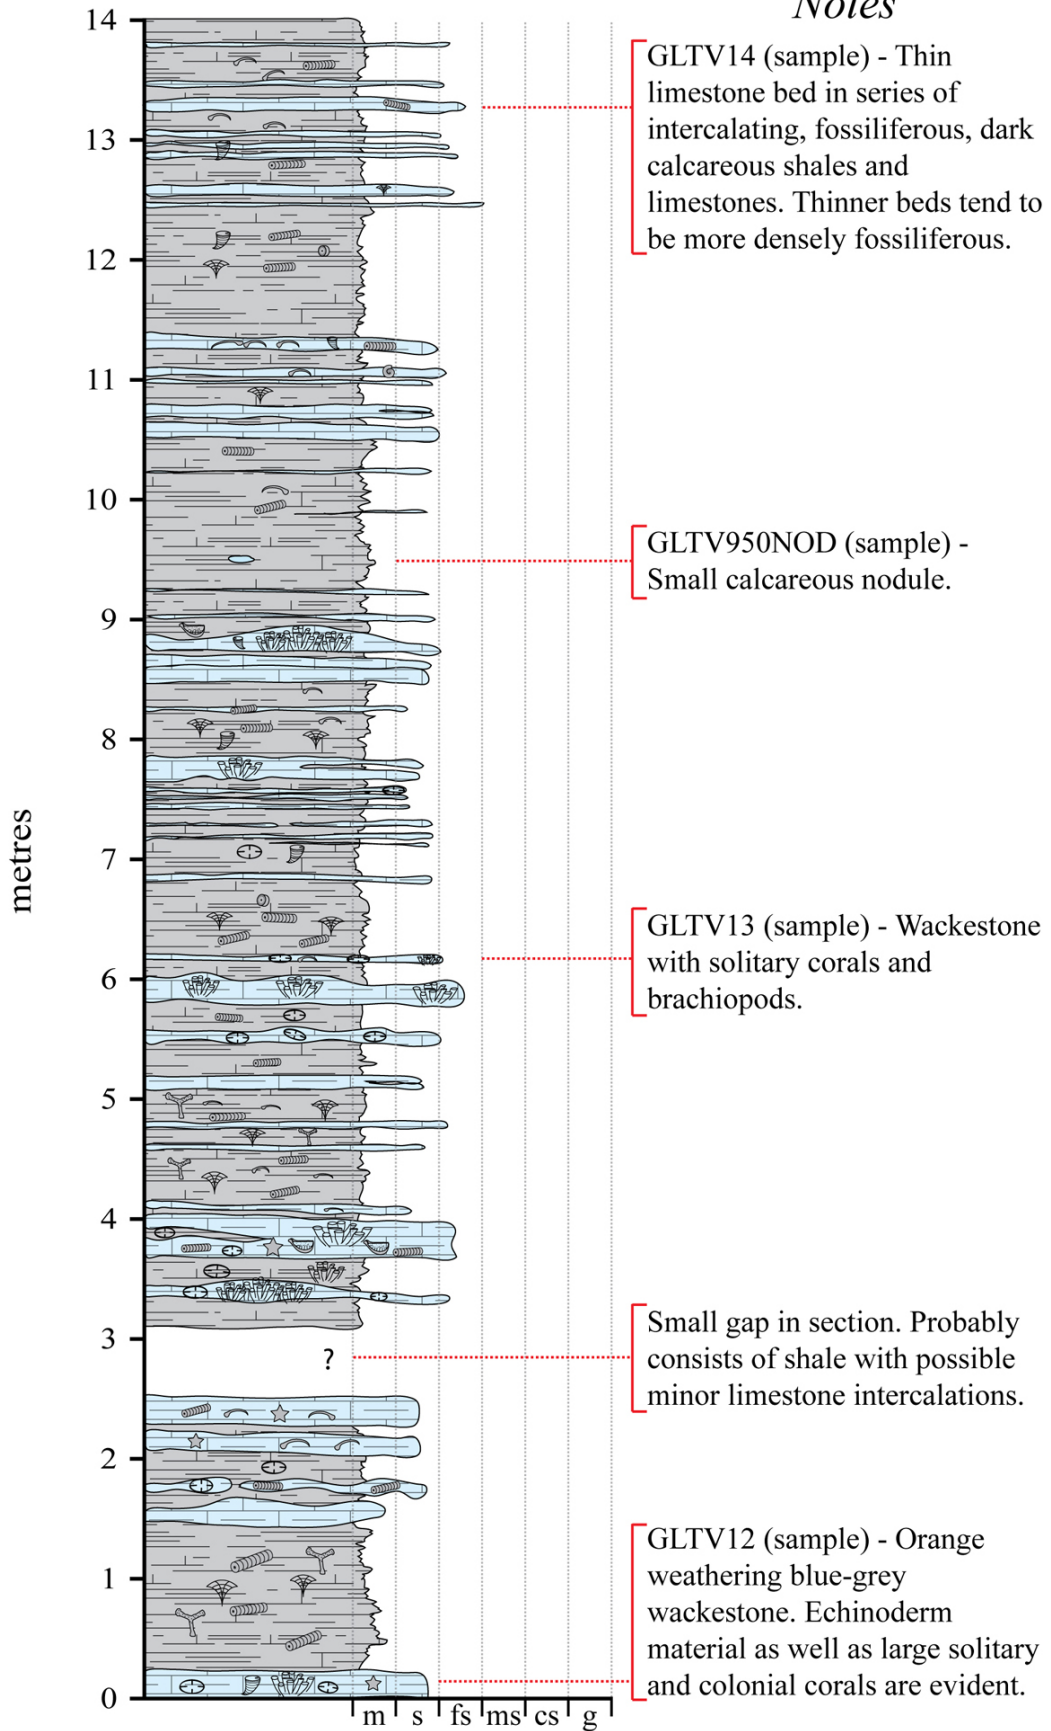 Notes
14
13
12
11
10
9
8
7
6
5
4
3
2
1
0
metres
?
m s fs ms cs g
GLTV14 (sample) - Thin
limestone bed in series of
intercalating, fossiliferous, dark
calcareous shales and
limestones. Thinner beds tend to
be more densely fossiliferous.
GLTV950NOD (sample) -
Small calcareous nodule.
GLTV13 (sample) - Wackestone
with solitary corals and
brachiopods.
Small gap in section. Probably
consists of shale with possible
minor limestone intercalations.
GLTV12 (sample) - Orange
weathering blue-grey
wackestone. Echinoderm
material as well as large solitary
and colonial corals are evident.